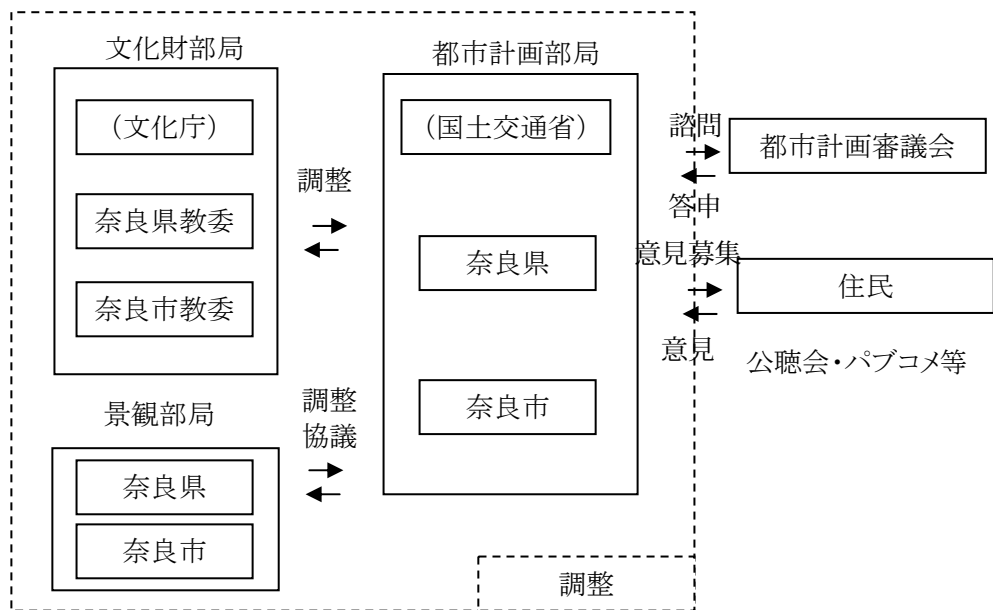 文化財部局
(文化庁)
奈良県教委
奈良市教委
調整
都市計画部局
(国土交通省)
奈良県
奈良市
諮問
都市計画審議会
答申
意見募集
住民
意見
公聴会・パブコメ等
景観部局
奈良県
奈良市
調整
協議
調整